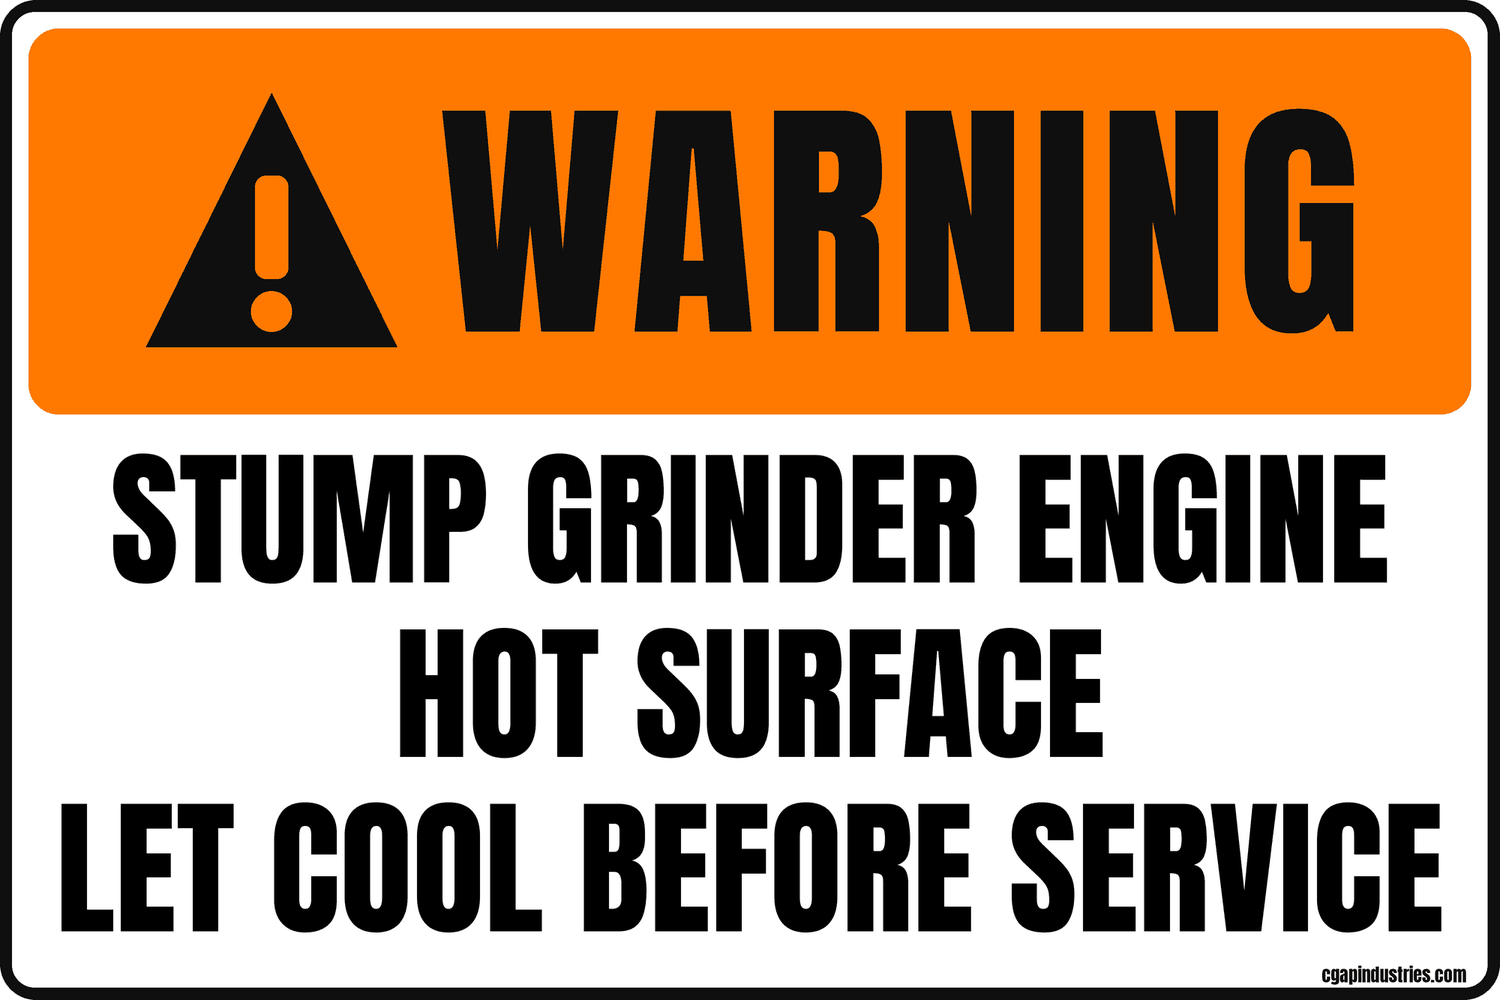 WARNING
STUMP GRINDER ENGINE
HOT SURFACE
LET COOL BEFORE SERVICE
cgapindustries.com